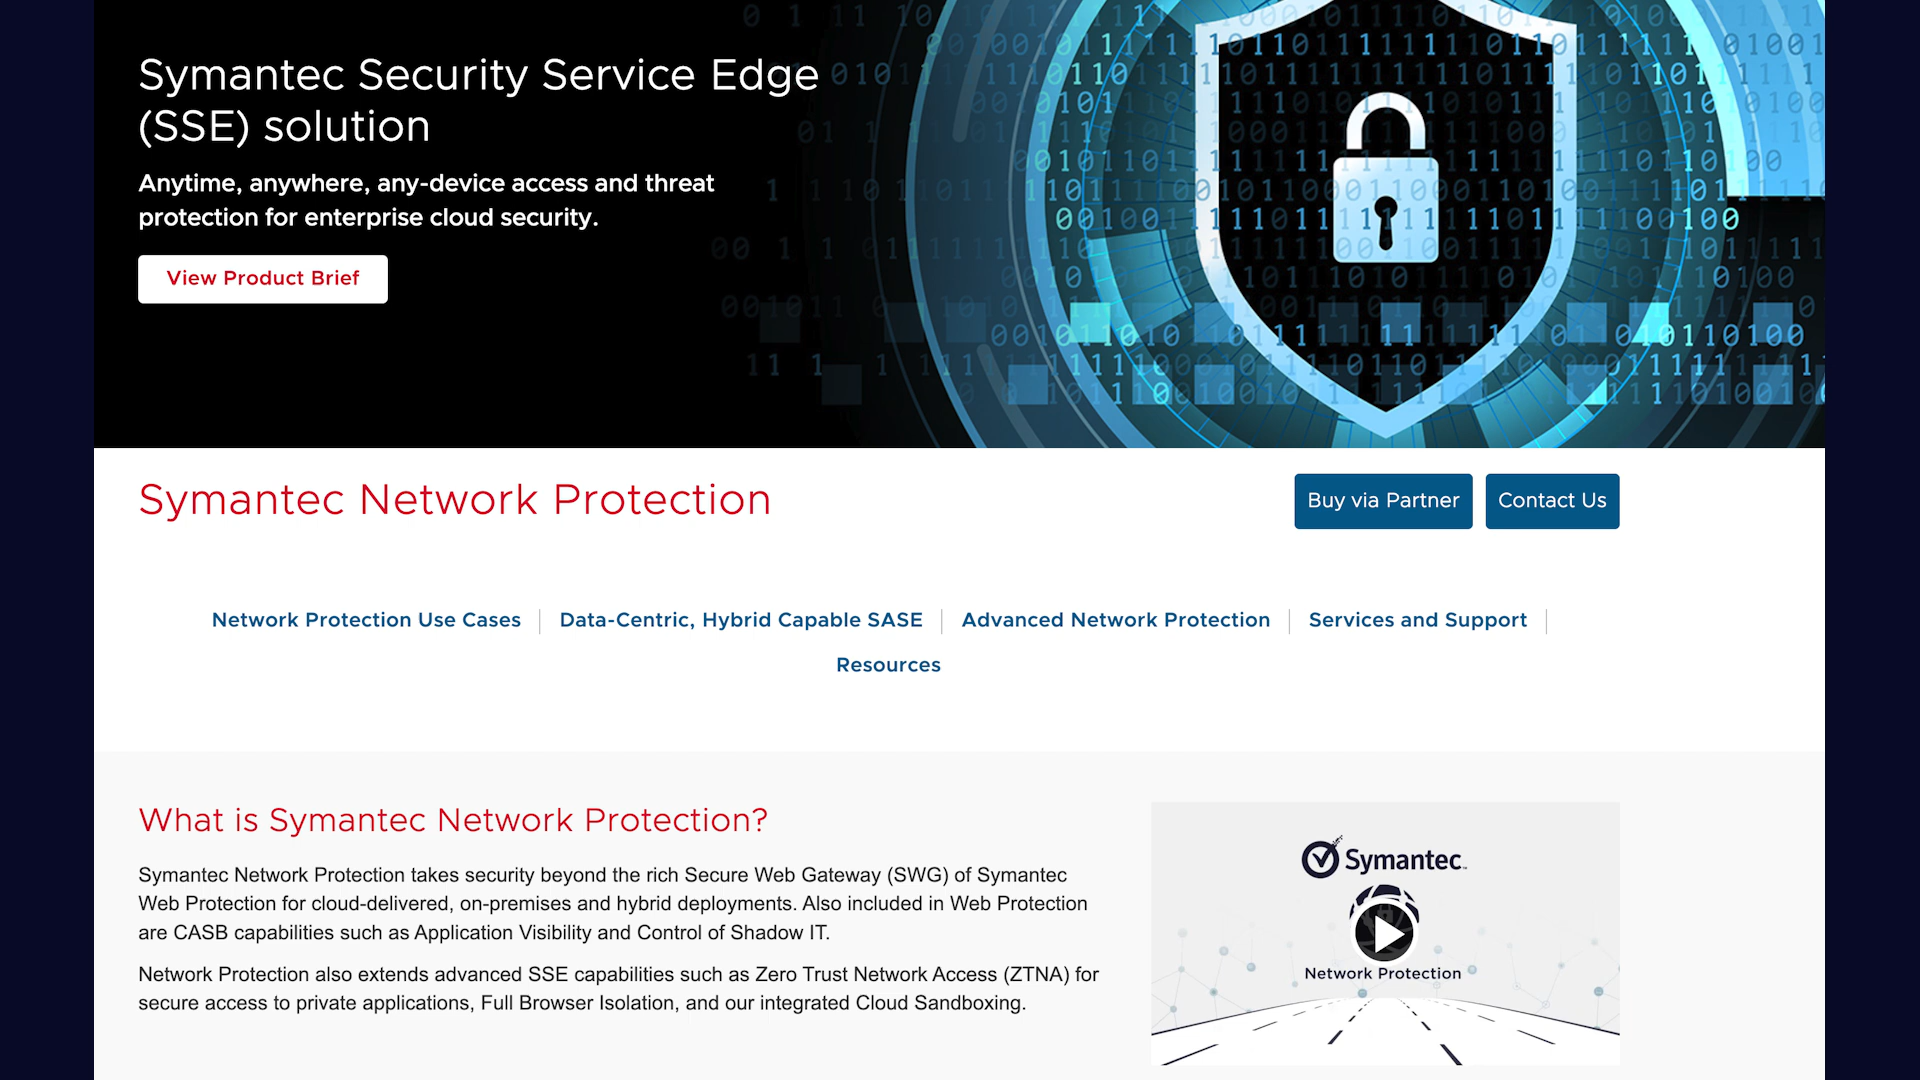 Symantec Security Service Edge
(SSE) solution
Anytime, anywhere, any-device access and threat
protection for enterprise cloud security.
View Product Brief
Symantec Network Protection
Buy via Partner
Contact Us
Network Protection Use Cases
Data-Centric, Hybrid Capable SASE
Advanced Network Protection
Services and Support
Resources
What is Symantec Network Protection?
Symantec Network Protection takes security beyond the rich Secure Web Gateway (SWG) of Symantec
Web Protection for cloud-delivered, on-premises and hybrid deployments. Also included in Web Protection
are CASB capabilities such as Application Visibility and Control of Shadow IT.
Network Protection also extends advanced SSE capabilities such as Zero Trust Network Access (ZTNA) for
secure access to private applications, Full Browser Isolation, and our integrated Cloud Sandboxing.
Symantec
Network Protection